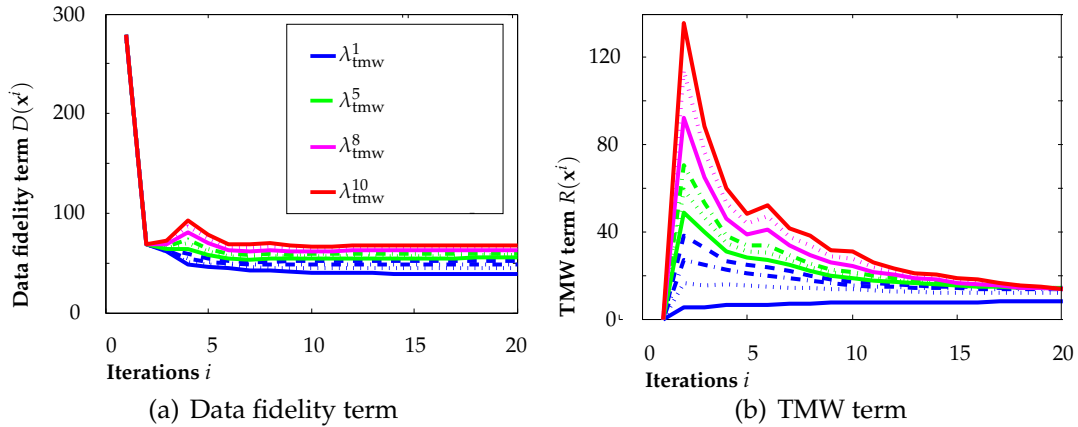 300
200
100
0
Data fidelity term D(x^i)
λ^1_tmw
λ^5_tmw
λ^8_tmw
λ^10_tmw
0 5 10 15 20
Iterations i
(a) Data fidelity term
120
80
40
0
TMW term R(x^i)
0 5 10 15 20
Iterations i
(b) TMW term